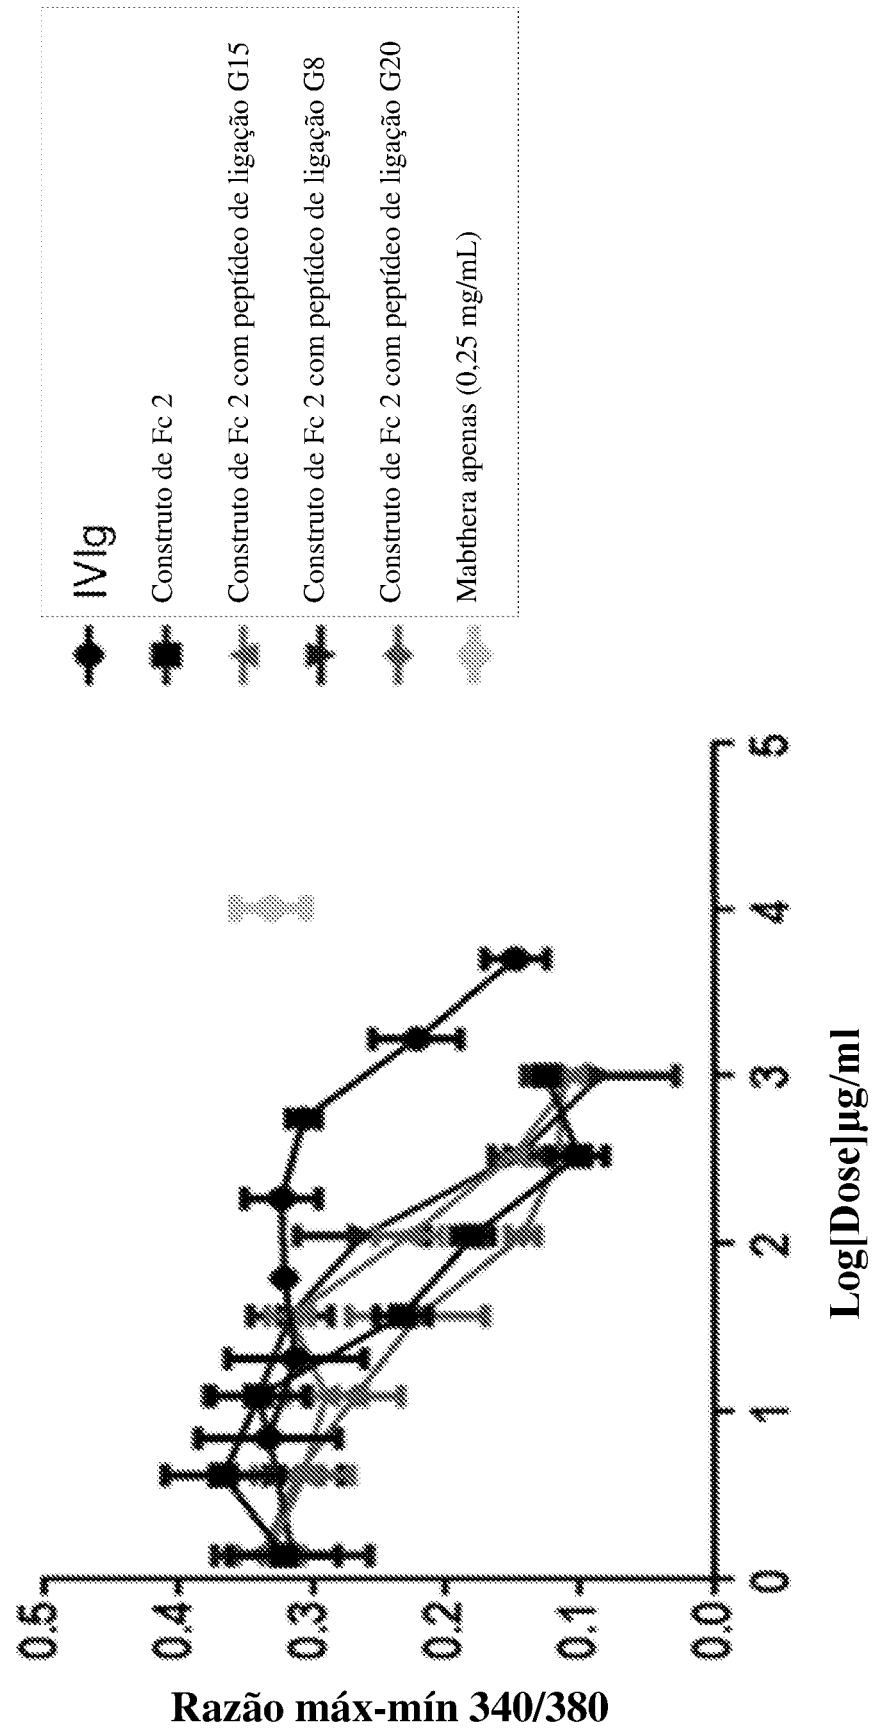 IVIg
Construto de Fc 2
Construto de Fc 2 com peptídeo de ligação G15
Construto de Fc 2 com peptídeo de ligação G8
Construto de Fc 2 com peptídeo de ligação G20
Mabthera apenas (0,25 mg/mL)
Razão máx-mín 340/380
0.5
0.4
0.3
0.2
0.1
0.0
0 1 2 3 4 5
Log[Dose]µg/ml